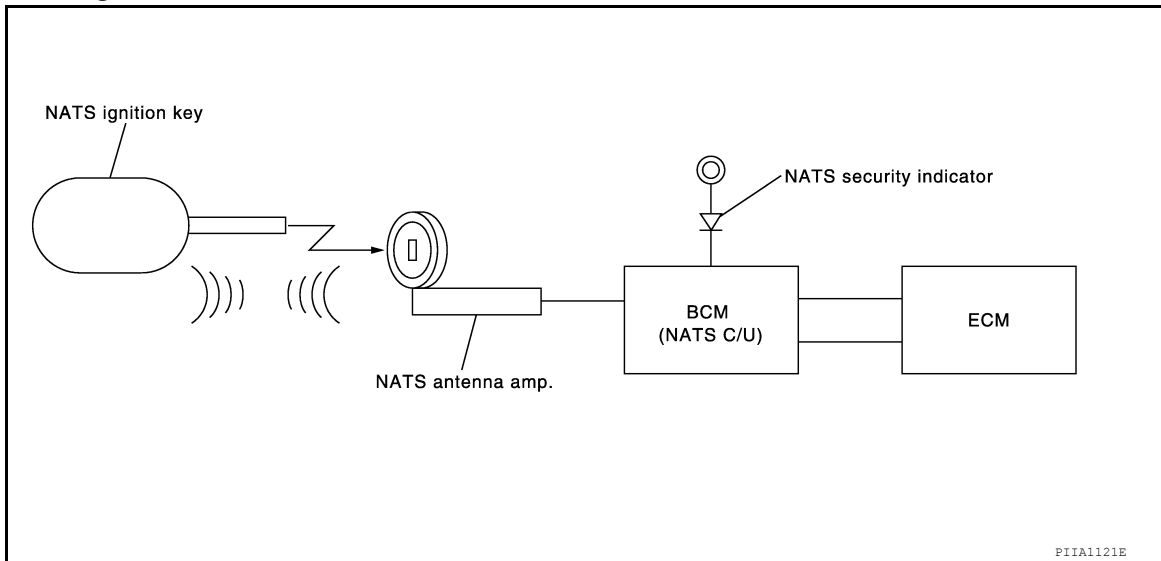 NATS ignition key
NATS security indicator
BCM
(NATS C/U)
ECM
NATS antenna amp.
PIIA1121E